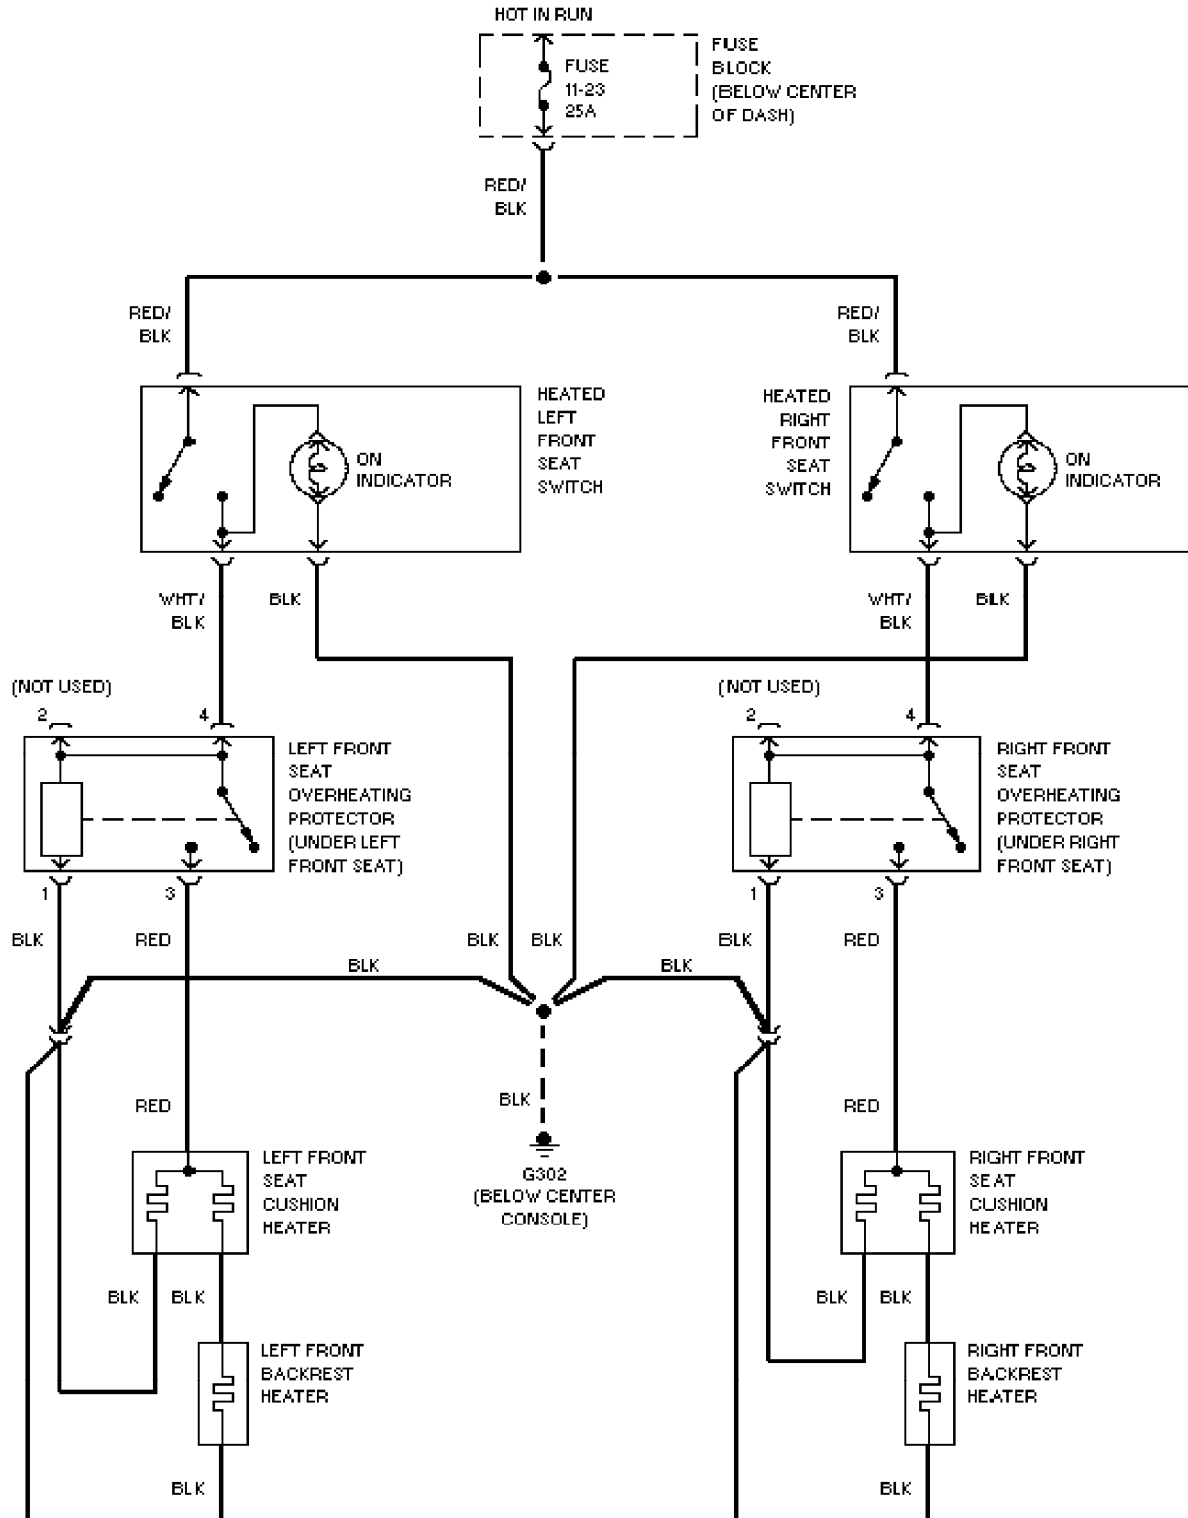 HOT IN RUN
FUSE
11-23
25A
FUSE
BLOCK
(BELOW CENTER
OF DASH)
RED/
BLK
RED/
BLK
RED/
BLK
HEATED
LEFT
FRONT
SEAT
SWITCH
ON
INDICATOR
HEATED
RIGHT
FRONT
SEAT
SWITCH
ON
INDICATOR
WHT/
BLK
BLK
WHT/
BLK
BLK
(NOT USED)
2
4
(NOT USED)
2
4
LEFT FRONT
SEAT
OVERHEATING
PROTECTOR
(UNDER LEFT
FRONT SEAT)
RIGHT FRONT
SEAT
OVERHEATING
PROTECTOR
(UNDER RIGHT
FRONT SEAT)
1
3
1
3
BLK
RED
BLK
BLK
BLK
RED
BLK
BLK
BLK
RED
RED
G302
(BELOW CENTER
CONSOLE)
LEFT FRONT
SEAT
CUSHION
HEATER
RIGHT FRONT
SEAT
CUSHION
HEATER
BLK
BLK
BLK
BLK
LEFT FRONT
BACKREST
HEATER
RIGHT FRONT
BACKREST
HEATER
BLK
BLK